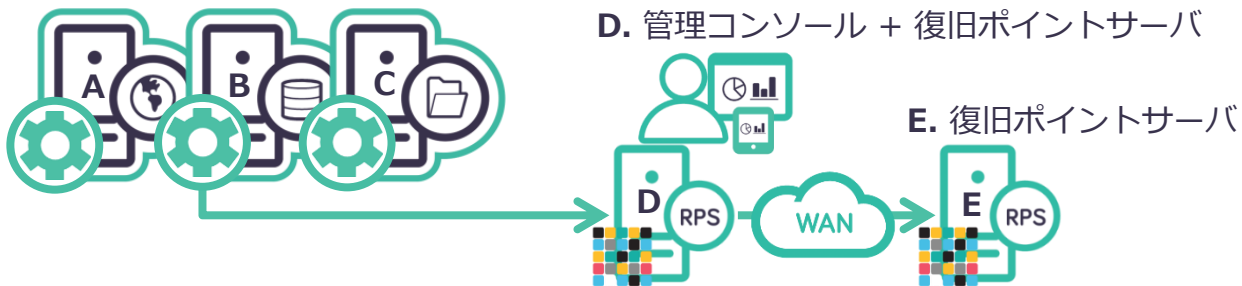 D. 管理コンソール + 復旧ポイントサーバ
A
B
C
E. 復旧ポイントサーバ
D
RPS
WAN
E
RPS